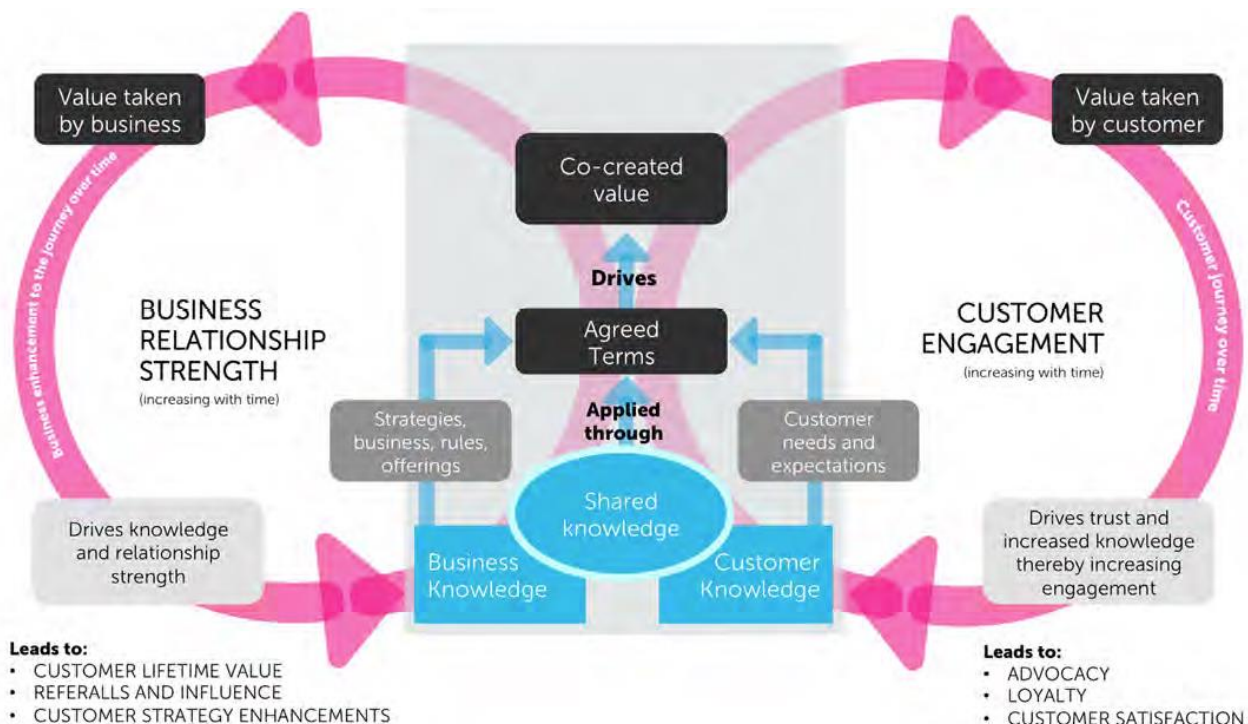 Value taken
by business
Value taken
by customer
Co-created
value
Business enhancement to the journey over time
Customer journey over time
Drives
BUSINESS
RELATIONSHIP
STRENGTH
(increasing with time)
CUSTOMER
ENGAGEMENT
(increasing with time)
Agreed
Terms
Applied
through
Strategies,
business, rules,
offerings
Customer
needs and
expectations
Shared
knowledge
Drives knowledge
and relationship
strength
Business
Knowledge
Customer
Knowledge
Drives trust and
increased knowledge
thereby increasing
engagement
Leads to:
• CUSTOMER LIFETIME VALUE
• REFERALLS AND INFLUENCE
• CUSTOMER STRATEGY ENHANCEMENTS
Leads to:
• ADVOCACY
• LOYALTY
• CUSTOMER SATISFACTION